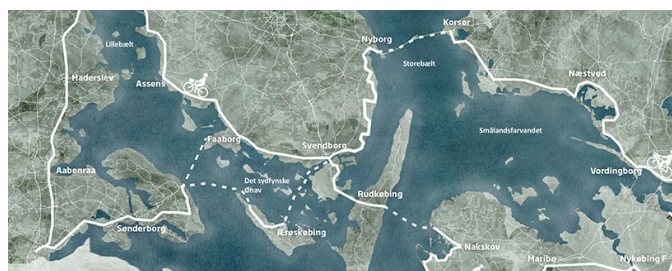 Korsør
Nyborg
Lillebælt
Storebælt
Haderslev
Assens
Næstved
Smålandsfarvandet
Faaborg
Svendborg
Vordingborg
Aabenraa
Det sydfynske
Øhav
Rudkøbing
Sønderborg
Ærøskøbing
Nakskov
Maribo
Nykøbing F